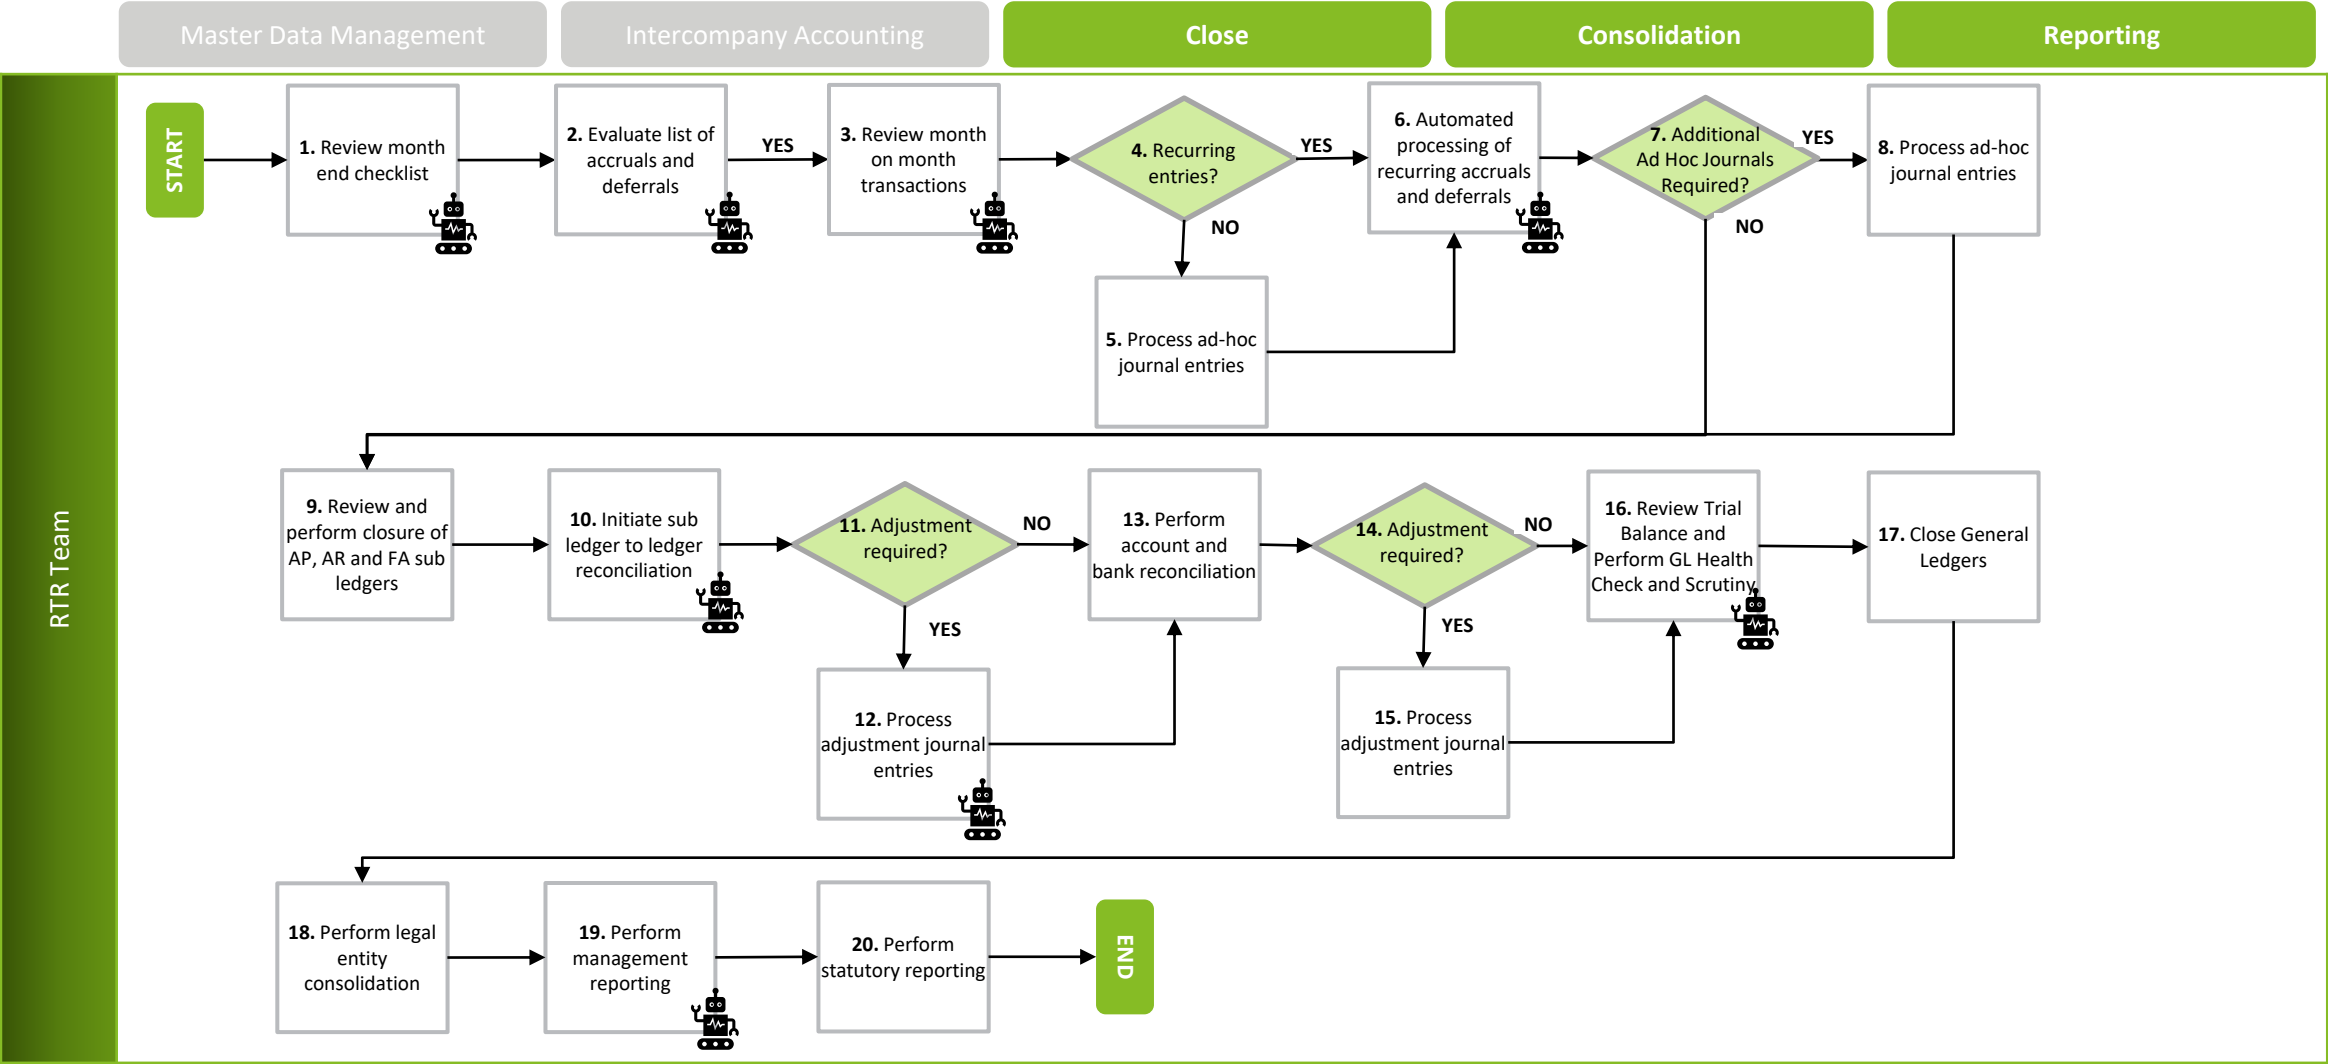 Master Data Management
Intercompany Accounting
Close
Consolidation
Reporting
RTR Team
START
1. Review month
end checklist
2. Evaluate list of
accruals and
deferrals
YES
3. Review month
on month
transactions
4. Recurring
entries?
YES
NO
5. Process ad-hoc
journal entries
6. Automated
processing of
recurring accruals
and deferrals
7. Additional
Ad Hoc Journals
Required?
YES
NO
8. Process ad-hoc
journal entries
9. Review and
perform closure of
AP, AR and FA sub
ledgers
10. Initiate sub
ledger to ledger
reconciliation
11. Adjustment
required?
NO
YES
12. Process
adjustment journal
entries
13. Perform
account and
bank reconciliation
14. Adjustment
required?
NO
YES
15. Process
adjustment journal
entries
16. Review Trial
Balance and
Perform GL Health
Check and Scrutiny
17. Close General
Ledgers
18. Perform legal
entity
consolidation
19. Perform
management
reporting
20. Perform
statutory reporting
END